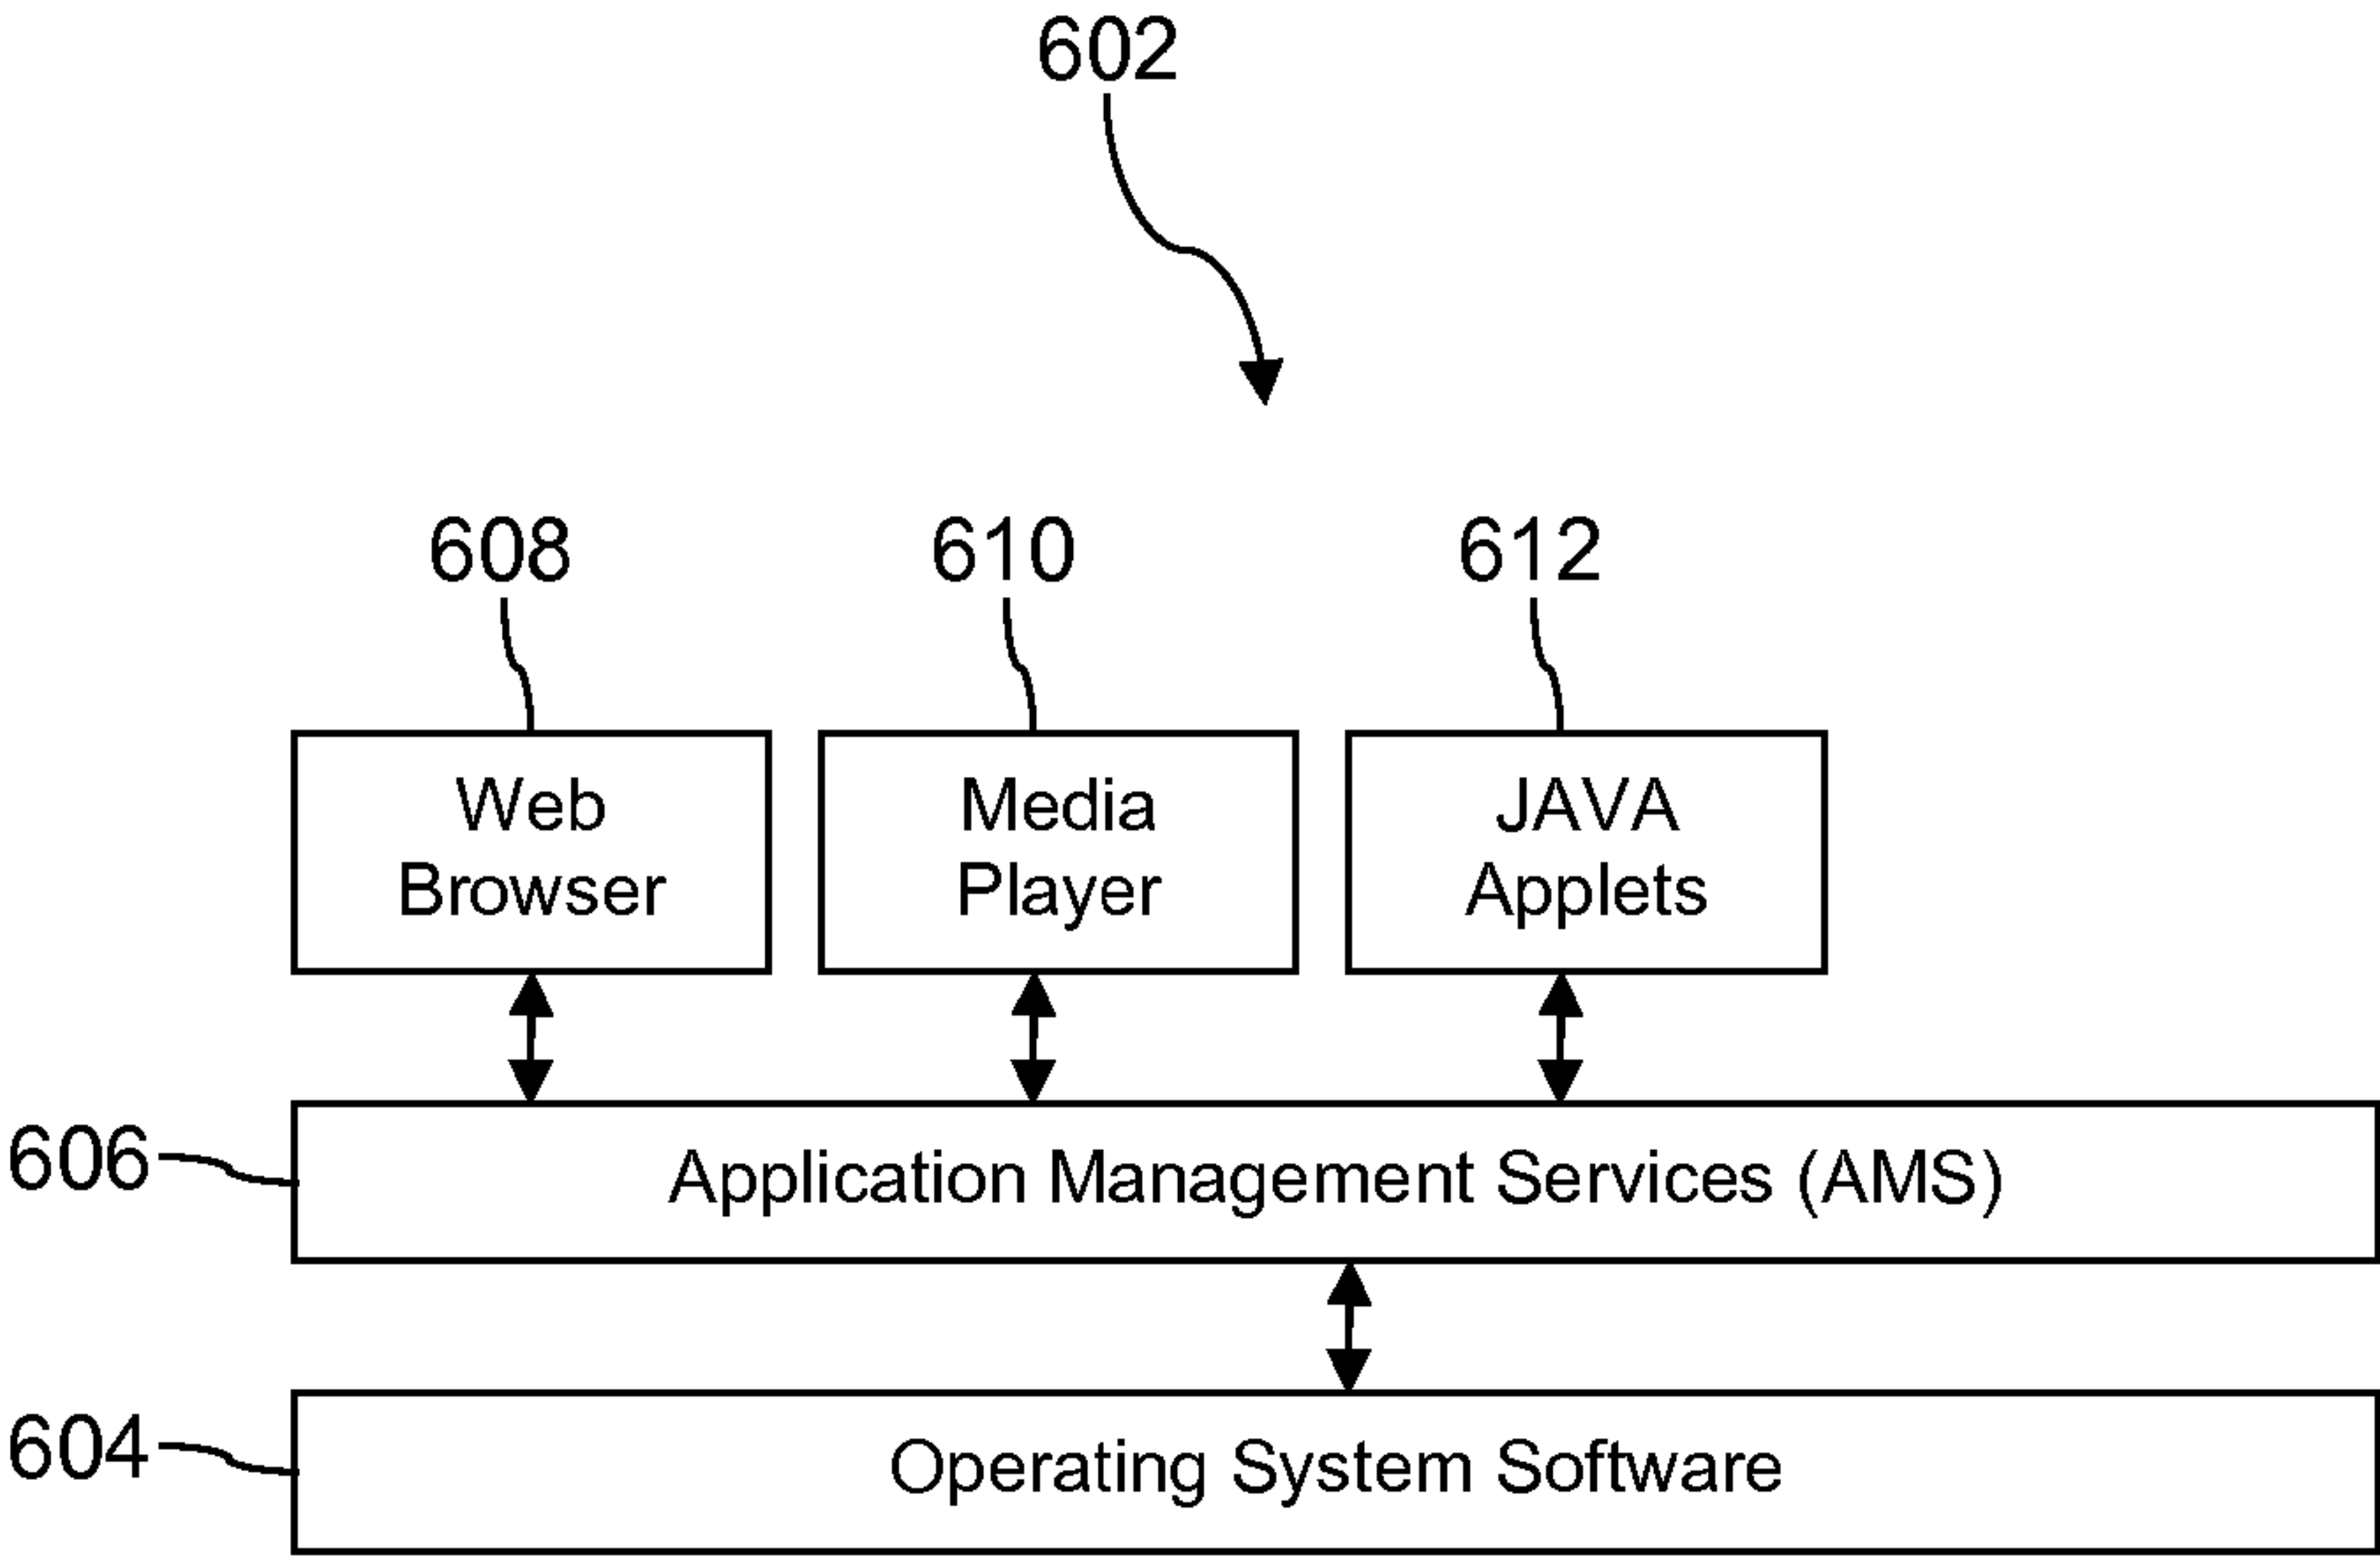 602
608
610
612
Web
Browser
Media
Player
JAVA
Applets
606
Application Management Services (AMS)
604
Operating System Software